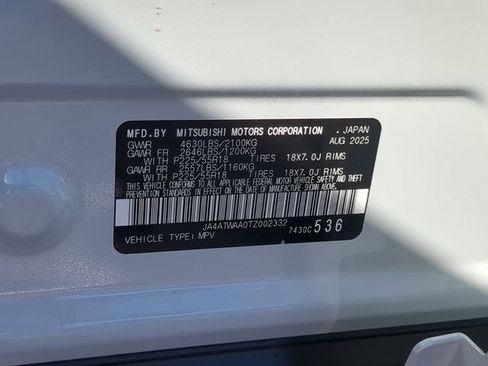 MFD.BY MITSUBISHI MOTORS CORPORATION , JAPAN
GVWR 4630LBS/2100KG AUG 2025
GAWR FR 2646LBS/1200KG
WITH P225/55R18 TIRES 18X7.0J RIMS
GAWR RR 2557LBS/1160KG
WITH P225/55R18 TIRES 18X7.0J RIMS
THIS VEHICLE CONFORMS TO ALL APPLICABLE FEDERAL MOTOR VEHICLE SAFETY, BUMPER, AND THEFT
PREVENTION STANDARDS IN EFFECT ON THE DATE OF MANUFACTURE SHOWN ABOVE.
JA4ATWAA0TZ002332
VEHICLE TYPE: MPV 7430C 536